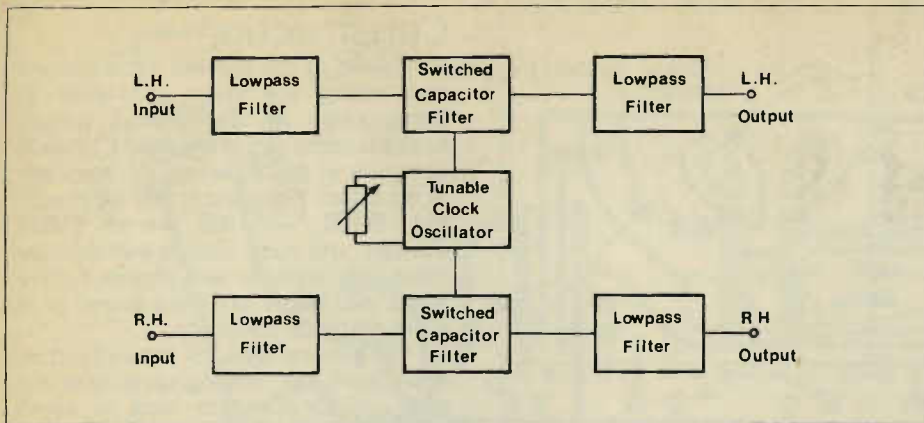 L.H.
Input
Lowpass
Filter
Switched
Capacitor
Filter
Lowpass
Filter
L.H.
Output
Tunable
Clock
Oscillator
R.H.
Input
Lowpass
Filter
Switched
Capacitor
Filter
Lowpass
Filter
R H
Output